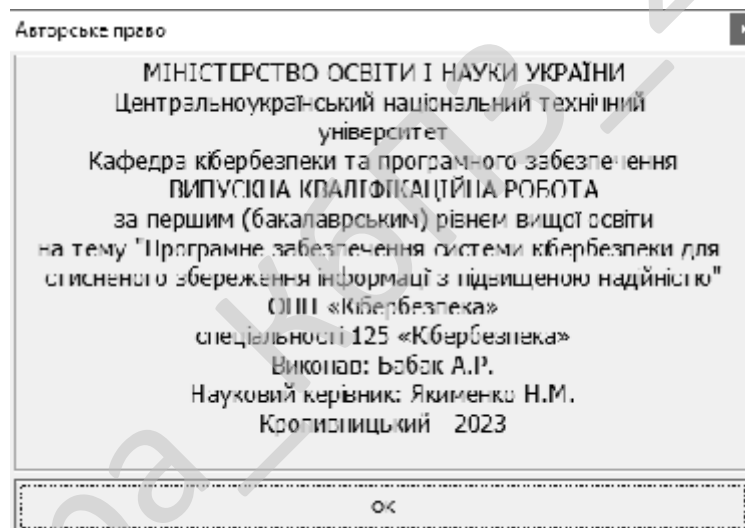 Авторське право
МІНІСТЕРСТВО ОСВІТИ І НАУКИ УКРАЇНИ
Центральноукраїнський національний технічний
університет
Кафедра кібербезпеки та програмного забезпечення
ВИПУСКНА КВАЛІФІКАЦІЙНА РОБОТА
за першим (бакалаврським) рівнем вищої освіти
на тему "Програмне забезпечення системи кібербезпеки для
стисненого збереження інформації з підвищеною надійністю"
ОПП «Кібербезпека»
спеціальності 125 «Кібербезпека»
Виконав: Бабак А.Р.
Науковий керівник: Якименко Н.М.
Кропивницький 2023
ОК